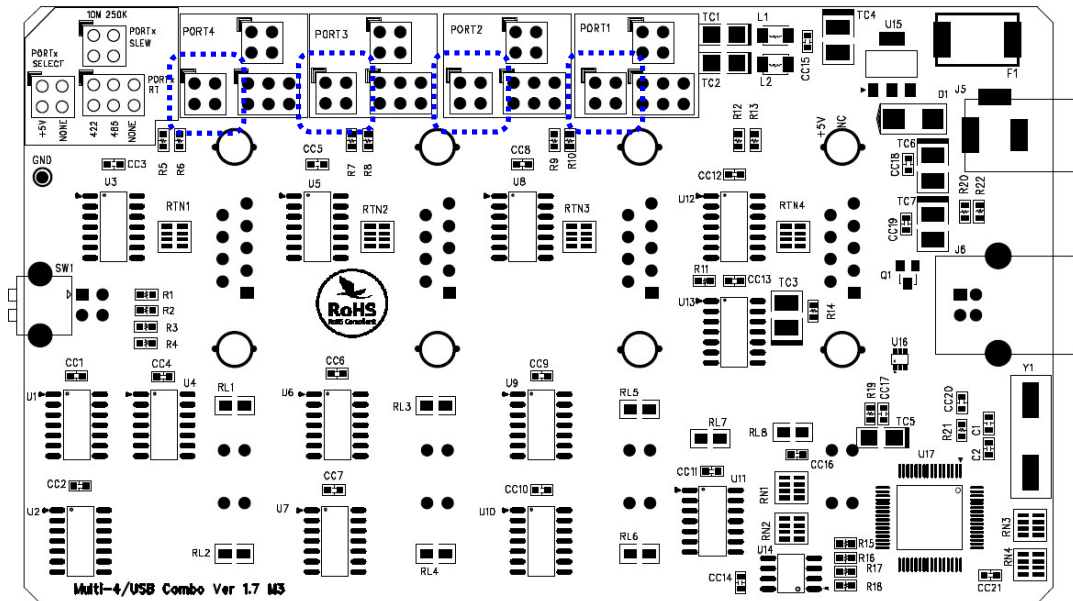 10M 250K
PORTx
SLEW
PORTx
SELECT
PORTx
RT
+5V
NONE
422
485
NONE
PORT4
PORT3
PORT2
PORT1
TC1
L1
TC2
L2
CC15
TC4
U15
F1
J5
D1
GND
CC3
R5
R6
CC5
R7
R8
CC8
R9
R10
R12
R13
+5V
NC
CC12
TC6
CC18
R20
R22
TC7
CC19
U3
RTN1
U5
RTN2
U8
RTN3
U12
RTN4
J6
Q1
SW1
R1
R2
R3
R4
RoHS
RoHS Compliant
R11
CC13
U13
TC3
R14
U16
CC1
CC4
U1
U4
RL1
CC6
U6
RL3
CC9
U9
RL5
RL7
RL8
R19
CC17
TC5
CC20
R21
C1
C2
Y1
U17
CC2
U2
RL2
CC7
U7
RL4
CC10
U10
RL6
CC11
U11
CC16
RN1
RN2
U14
CC14
R15
R16
R17
R18
RN3
RN4
CC21
Multi-4/USB Combo Ver 1.7 M3